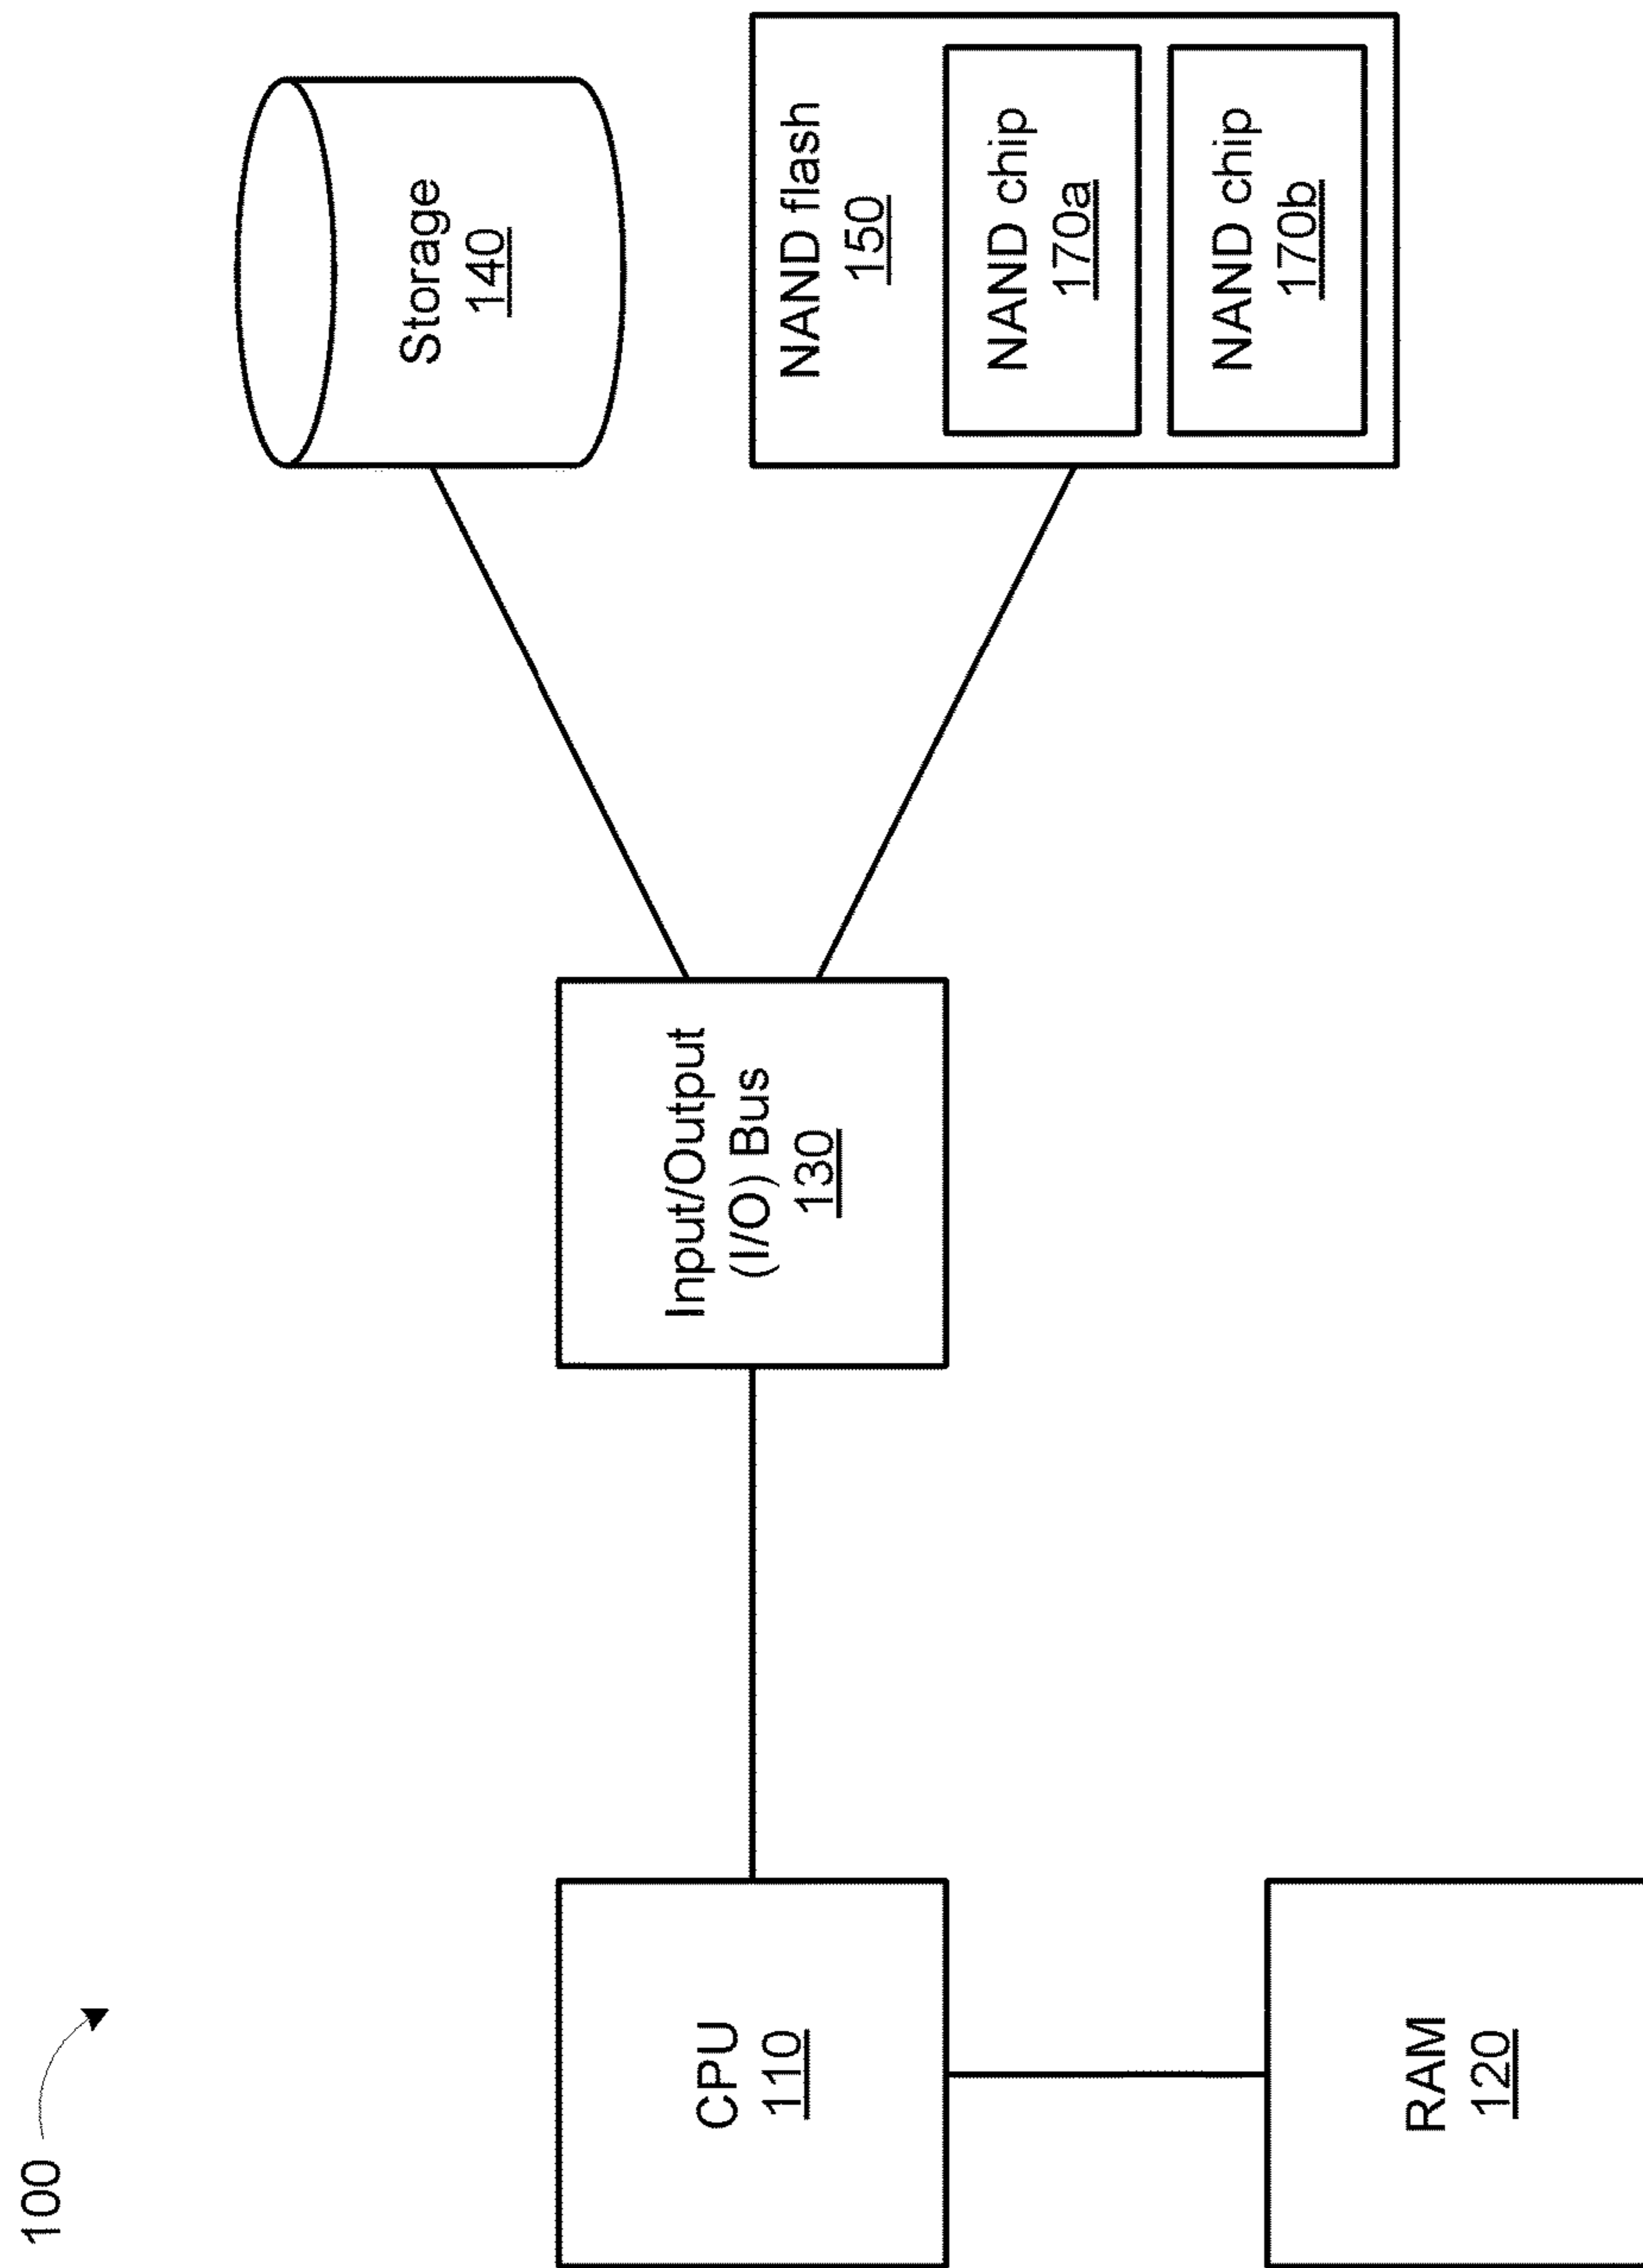 100
CPU
110
RAM
120
Input/Output
(I/O) Bus
130
Storage
140
NAND flash
150
NAND chip
170a
NAND chip
170b